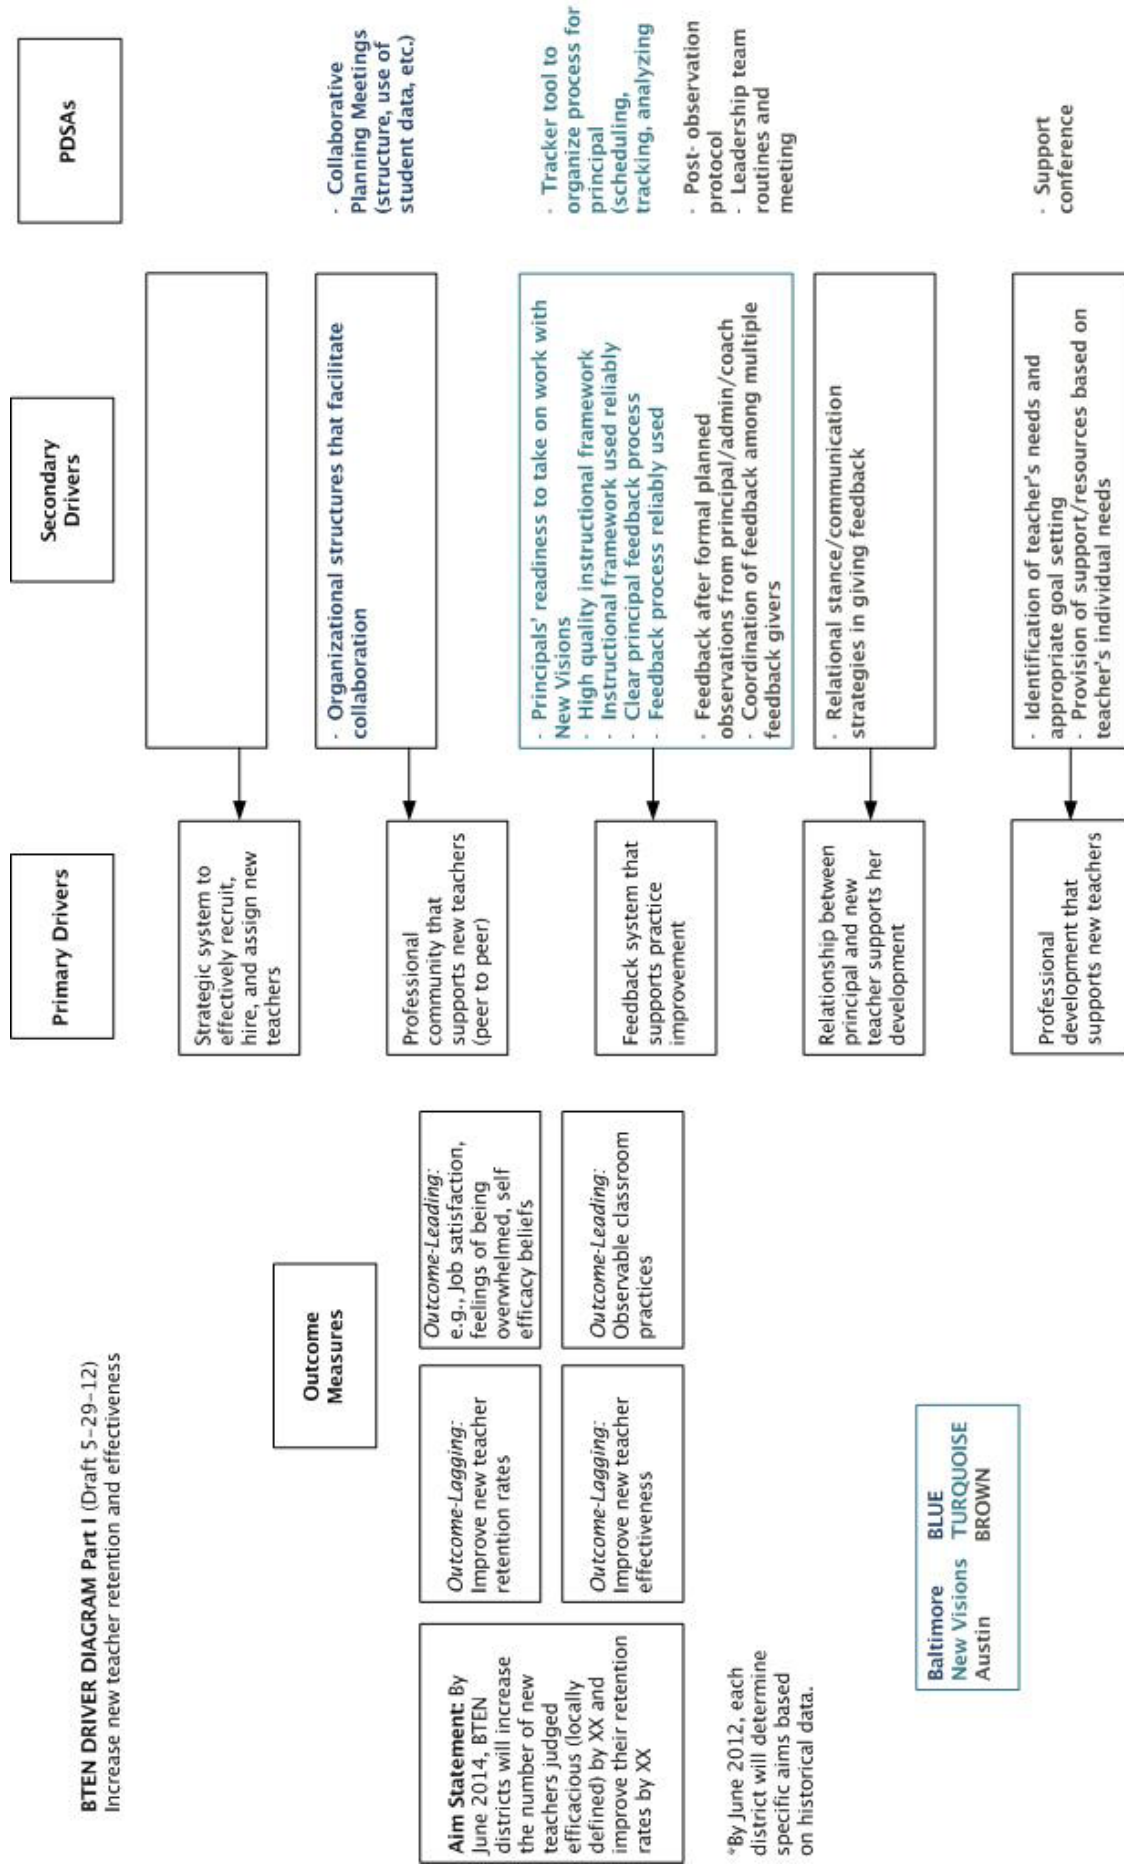 BTEN DRIVER DIAGRAM Part I (Draft 5-29-12)
Increase new teacher retention and effectiveness
Outcome
Measures
Primary Drivers
Secondary
Drivers
PDSAs
Aim Statement: By
June 2014, BTEN
districts will increase
the number of new
teachers judged
efficacious (locally
defined) by XX and
improve their retention
rates by XX
*By June 2012, each
district will determine
specific aims based
on historical data.
Outcome-Lagging:
Improve new teacher
retention rates
Outcome-Leading:
e.g., Job satisfaction,
feelings of being
overwhelmed, self
efficacy beliefs
Outcome-Lagging:
Improve new teacher
effectiveness
Outcome-Leading:
Observable classroom
practices
Strategic system to
effectively recruit,
hire, and assign new
teachers
Professional
community that
supports new teachers
(peer to peer)
- Organizational structures that facilitate
collaboration
- Collaborative
Planning Meetings
(structure, use of
student data, etc.)
Feedback system that
supports practice
improvement
- Principals' readiness to take on work with
New Visions
- High quality instructional framework
- Instructional framework used reliably
- Clear principal feedback process
- Feedback process reliably used
- Feedback after formal planned
observations from principal/admin/coach
- Coordination of feedback among multiple
feedback givers
- Tracker tool to
organize process for
principal
(scheduling,
tracking, analyzing
- Post- observation
protocol
- Leadership team
routines and
meeting
Relationship between
principal and new
teacher supports her
development
- Relational stance/communication
strategies in giving feedback
Professional
development that
supports new teachers
- Identification of teacher's needs and
appropriate goal setting
- Provision of support/resources based on
teacher's individual needs
- Support
conference
Baltimore BLUE
New Visions TURQUOISE
Austin BROWN